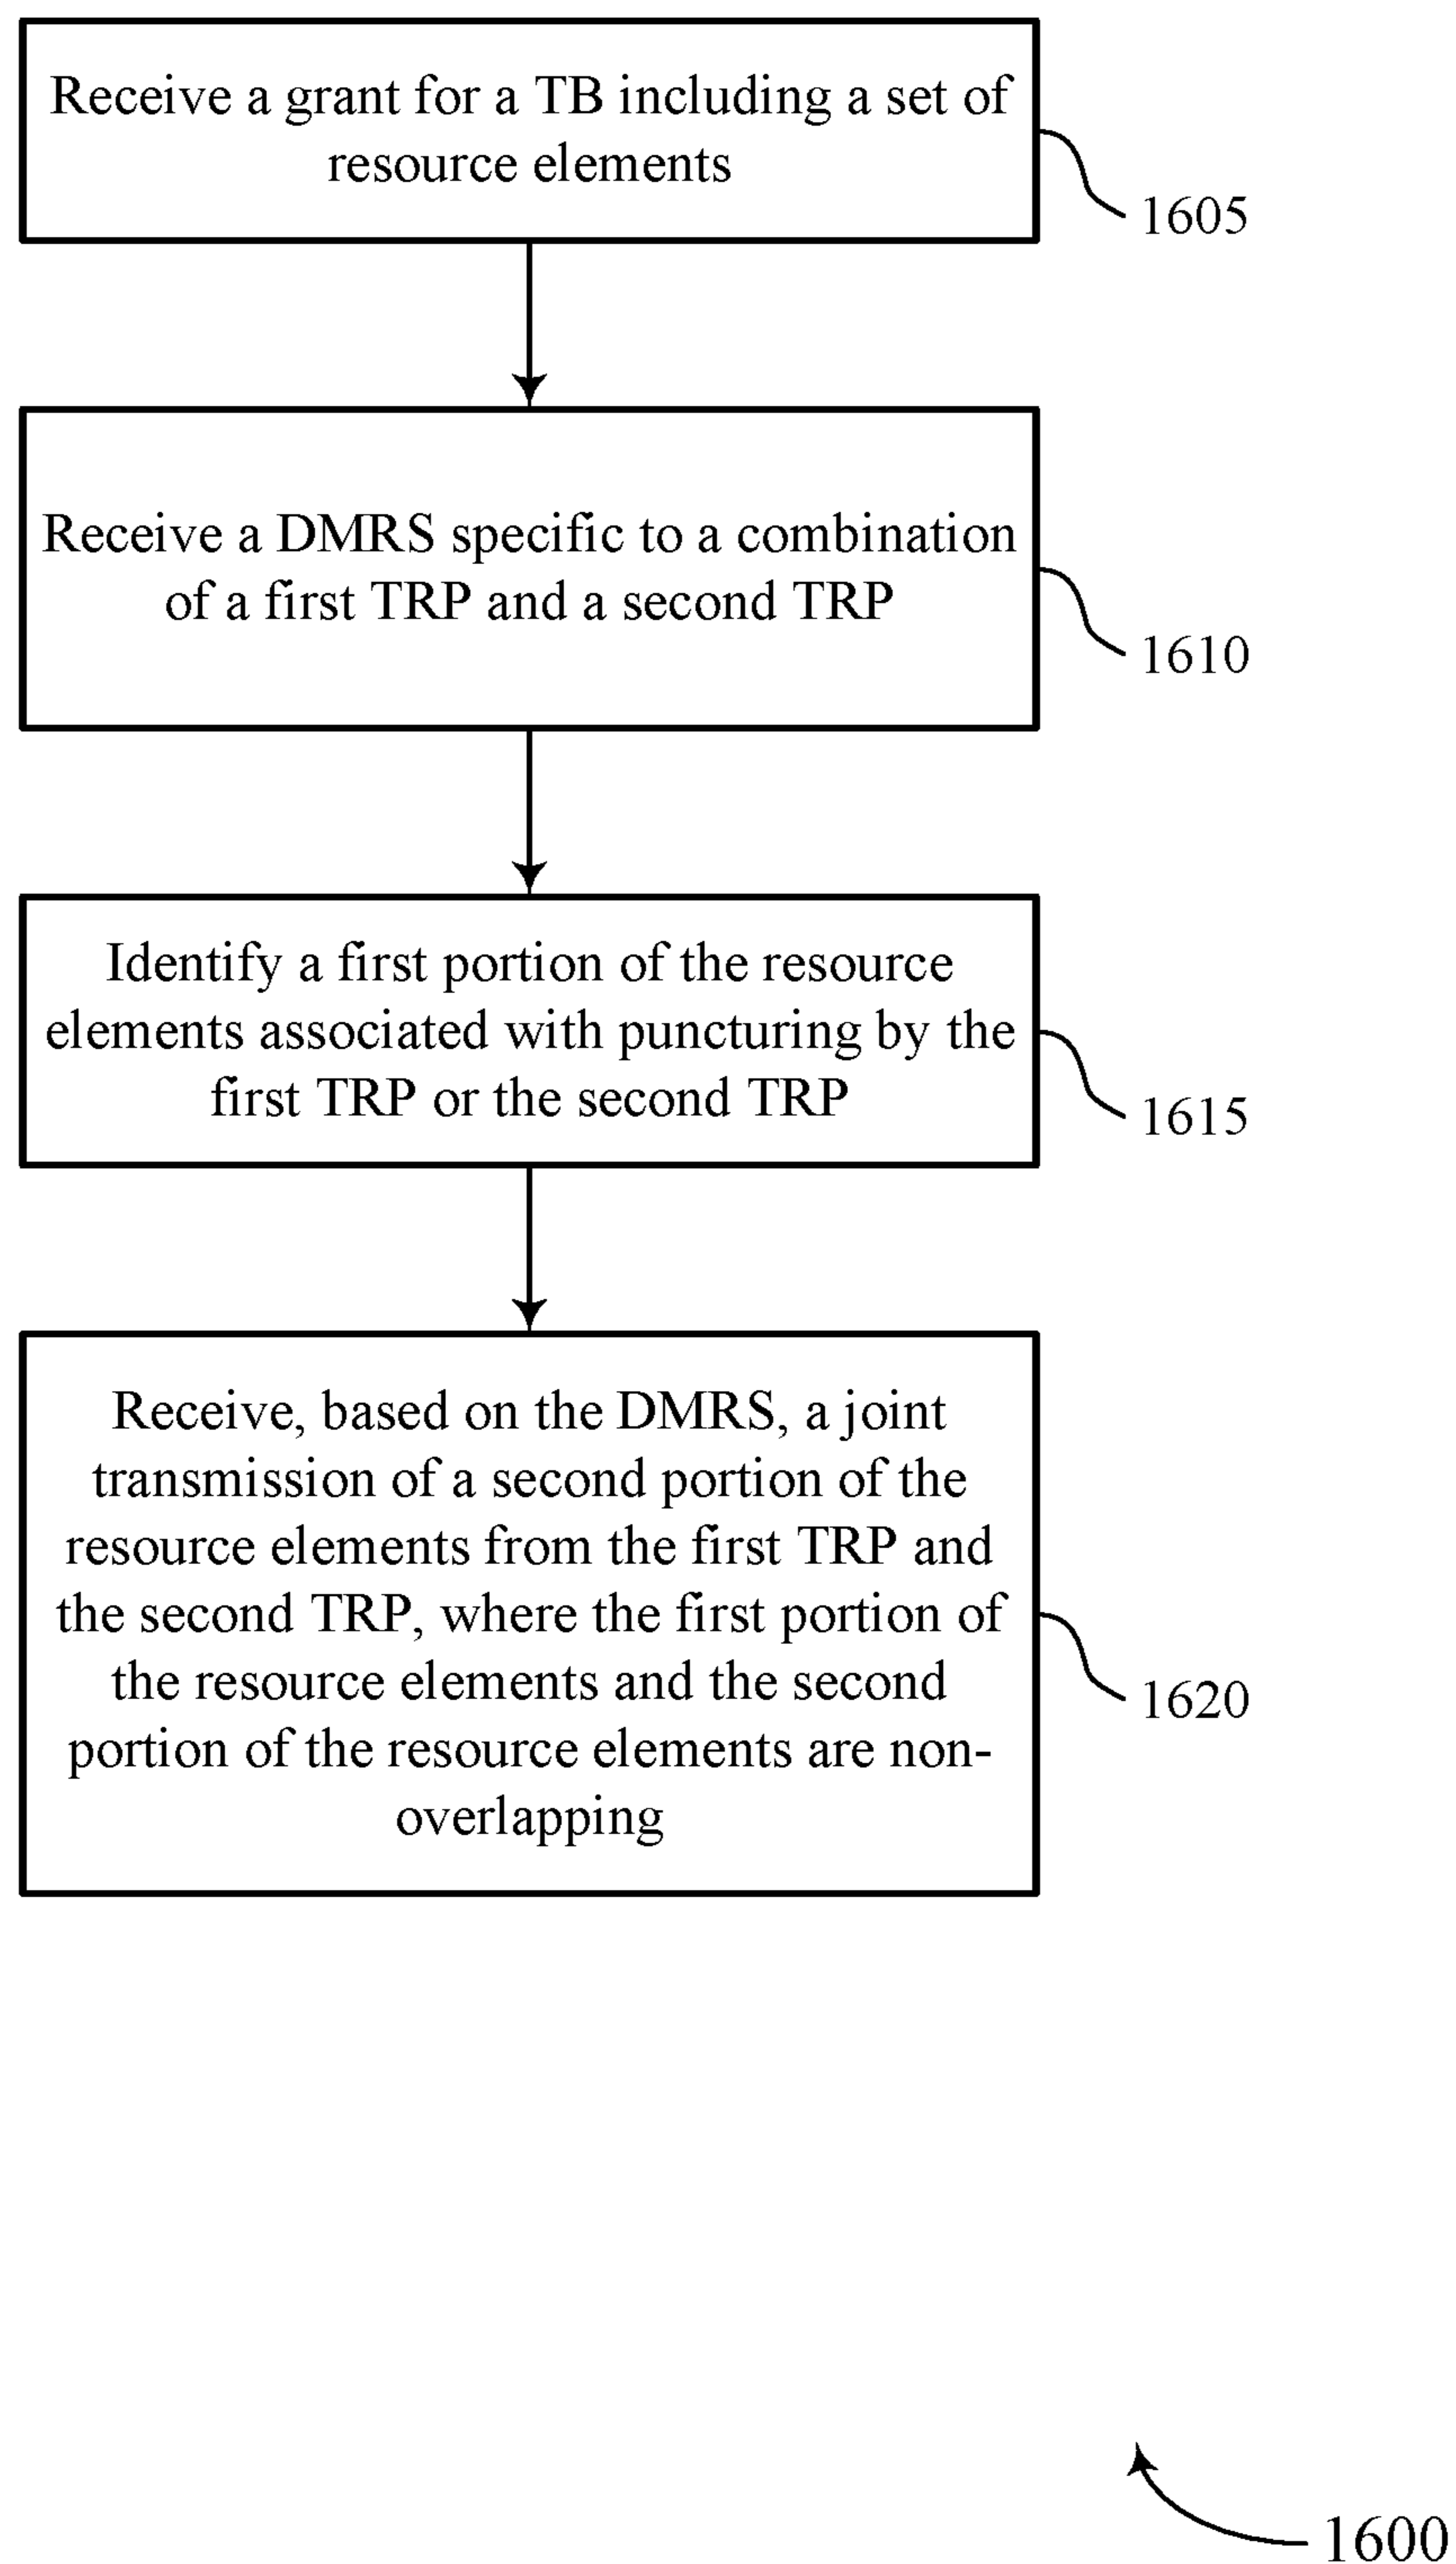 Receive a grant for a TB including a set of
resource elements
1605
Receive a DMRS specific to a combination
of a first TRP and a second TRP
1610
Identify a first portion of the resource
elements associated with puncturing by the
first TRP or the second TRP
1615
Receive, based on the DMRS, a joint
transmission of a second portion of the
resource elements from the first TRP and
the second TRP, where the first portion of
the resource elements and the second
portion of the resource elements are non-
overlapping
1620
1600